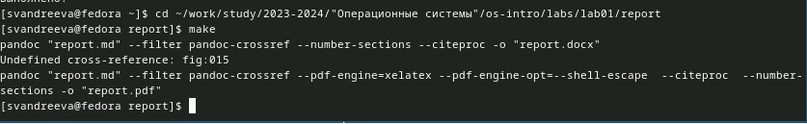 [svandreeva@fedora ~]$ cd ~/work/study/2023-2024/"Операционные системы"/os-intro/labs/lab01/report
[svandreeva@fedora report]$ make
pandoc "report.md" --filter pandoc-crossref --number-sections --citeproc -o "report.docx"
Undefined cross-reference: fig:015
pandoc "report.md" --filter pandoc-crossref --pdf-engine=xelatex --pdf-engine-opt=--shell-escape  --citeproc  --number-
sections -o "report.pdf"
[svandreeva@fedora report]$